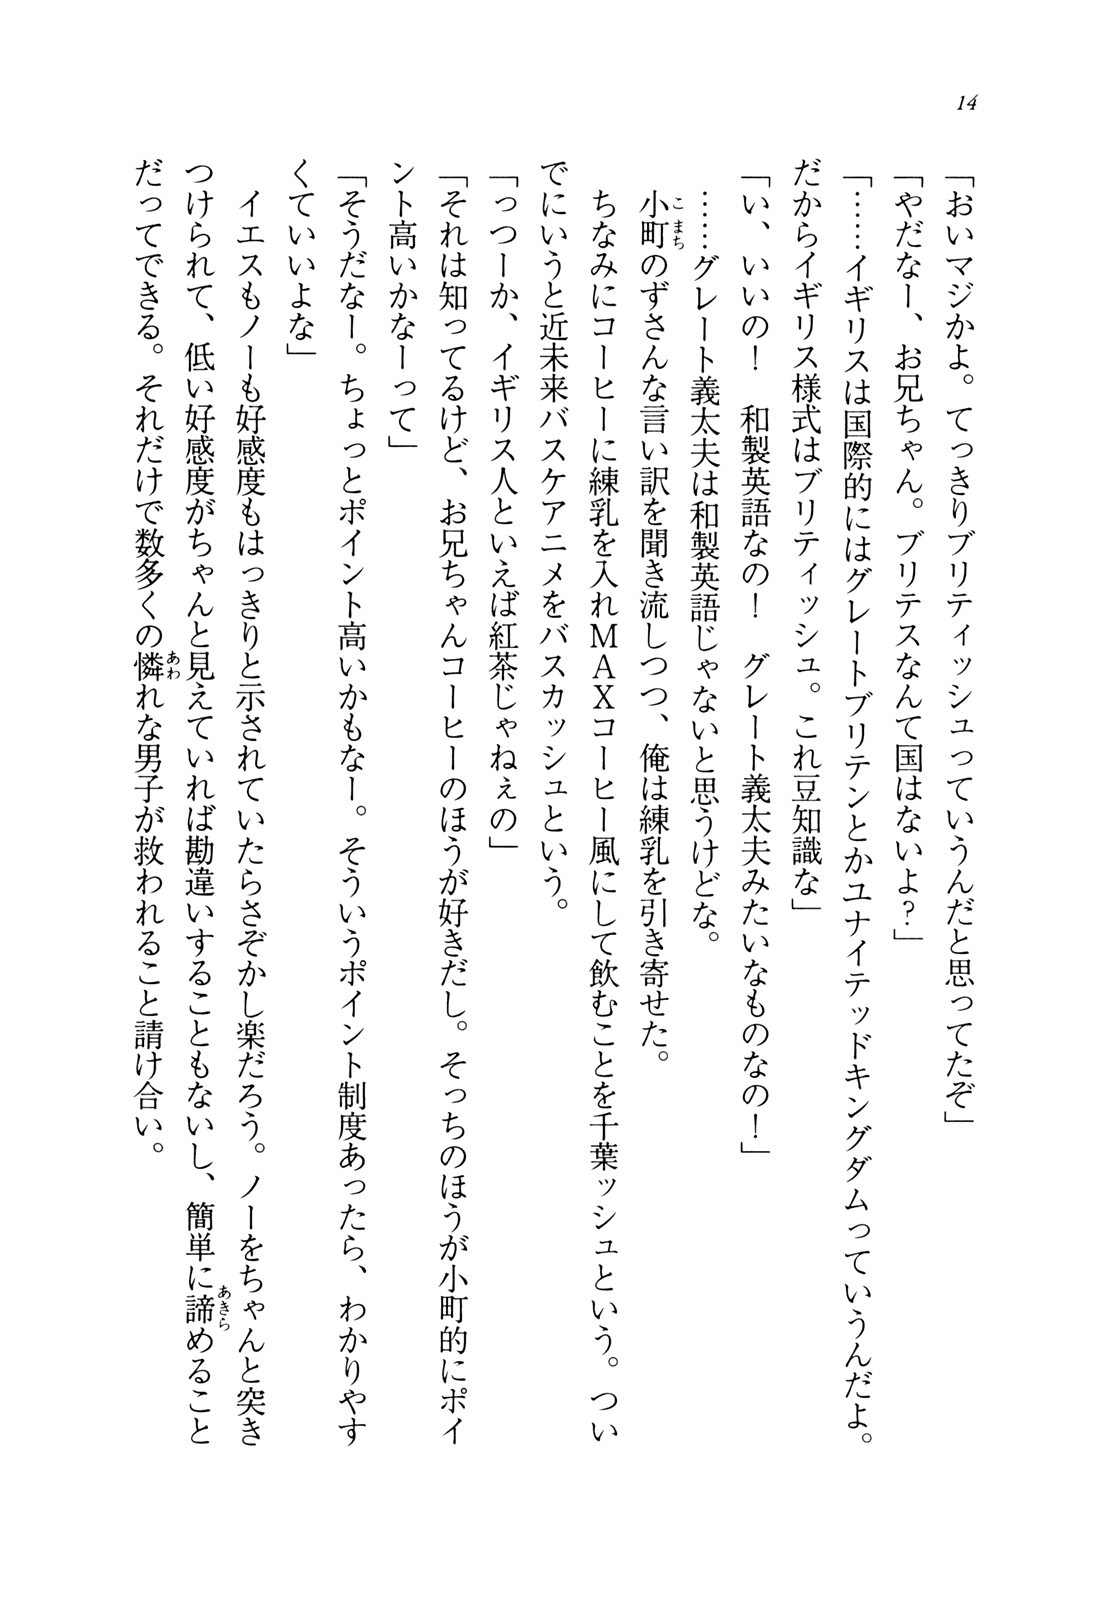 14
「おいマジかよ。てっきりブリティッシュっていうんだと思ってたぞ」
「やだなー、お兄ちゃん。ブリテスなんて国はないよ?」
「……イギリスは国際的にはグレートブリテンとかユナイテッドキングダムっていうんだよ。
だからイギリス様式はブリティッシュ。これ豆知識な」
「い、いいの!　和製英語なの!　グレート義太夫みたいなものなの!」
……グレート義太夫は和製英語じゃないと思うけどな。
小町のずさんな言い訳を聞き流しつつ、俺は練乳を引き寄せた。
ちなみにコーヒーに練乳を入れMAXコーヒー風にして飲むことを千葉ッシュという。つい
でにいうと近未来バスケアニメをバスカッシュという。
「っつーか、イギリス人といえば紅茶じゃねぇの」
「それは知ってるけど、お兄ちゃんコーヒーのほうが好きだし。そっちのほうが小町的にポイ
ント高いかなーって」
「そうだなー。ちょっとポイント高いかもなー。そういうポイント制度あったら、わかりやす
くていいよな」
イエスもノーも好感度もはっきりと示されていたらさぞかし楽だろう。ノーをちゃんと突き
つけられて、低い好感度がちゃんと見えていれば勘違いすることもないし、簡単に諦めること
だってできる。それだけで数多くの憐れな男子が救われること請け合い。